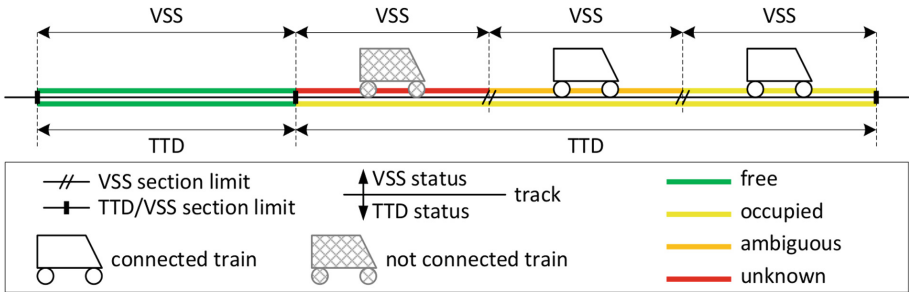 VSS VSS VSS VSS
TTD TTD
VSS section limit
TTD/VSS section limit
VSS status
TTD status
track
connected train
not connected train
free
occupied
ambiguous
unknown